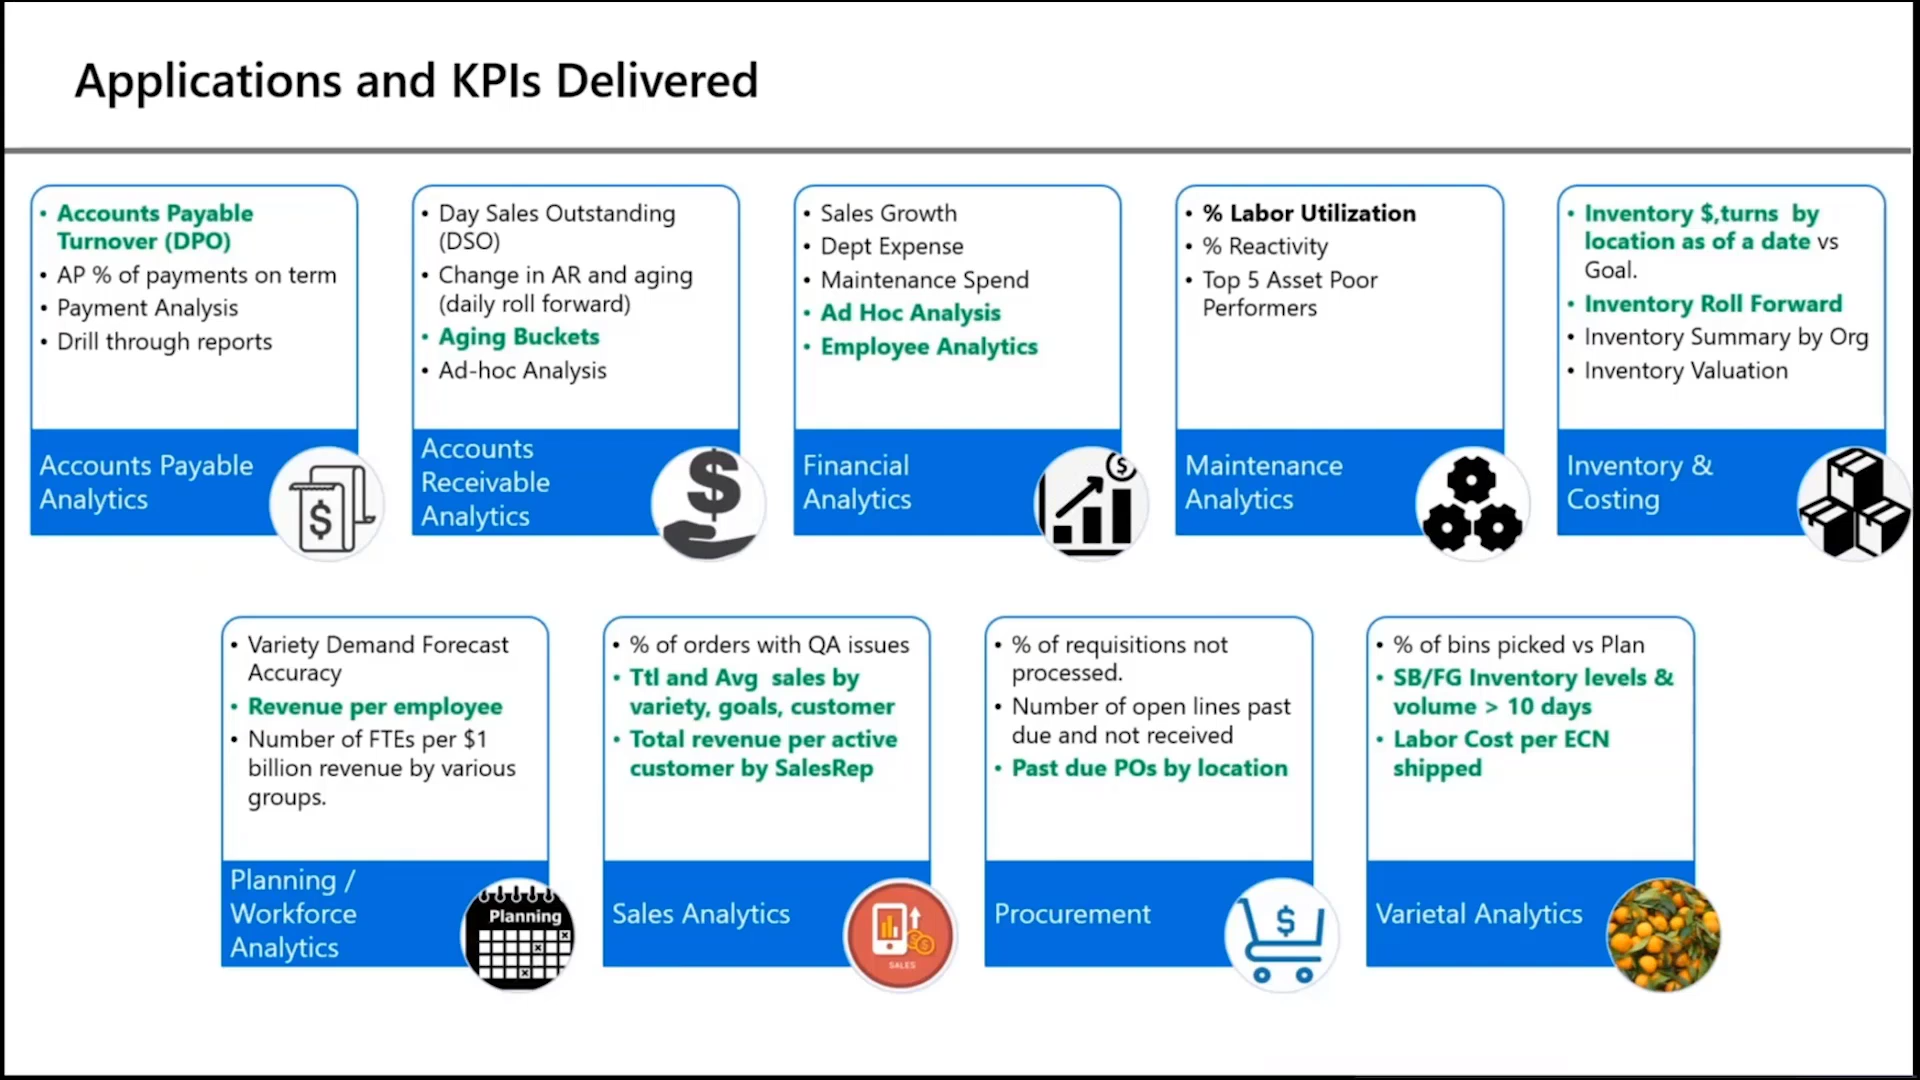 Applications and KPIs Delivered
• Accounts Payable
Turnover (DPO)
• AP % of payments on term
• Payment Analysis
• Drill through reports
Accounts Payable
Analytics
$
• Day Sales Outstanding
(DSO)
• Change in AR and aging
(daily roll forward)
• Aging Buckets
• Ad-hoc Analysis
Accounts
Receivable
Analytics
$
• Sales Growth
• Dept Expense
• Maintenance Spend
• Ad Hoc Analysis
• Employee Analytics
Financial
Analytics
$
• % Labor Utilization
• % Reactivity
• Top 5 Asset Poor
Performers
Maintenance
Analytics
• Inventory $,turns  by
location as of a date vs
Goal.
• Inventory Roll Forward
• Inventory Summary by Org
• Inventory Valuation
Inventory &
Costing
• Variety Demand Forecast
Accuracy
• Revenue per employee
• Number of FTEs per $1
billion revenue by various
groups.
Planning /
Workforce
Analytics
Planning
• % of orders with QA issues
• Ttl and Avg  sales by
variety, goals, customer
• Total revenue per active
customer by SalesRep
Sales Analytics
SALES
• % of requisitions not
processed.
• Number of open lines past
due and not received
• Past due POs by location
Procurement
$
• % of bins picked vs Plan
• SB/FG Inventory levels &
volume > 10 days
• Labor Cost per ECN
shipped
Varietal Analytics